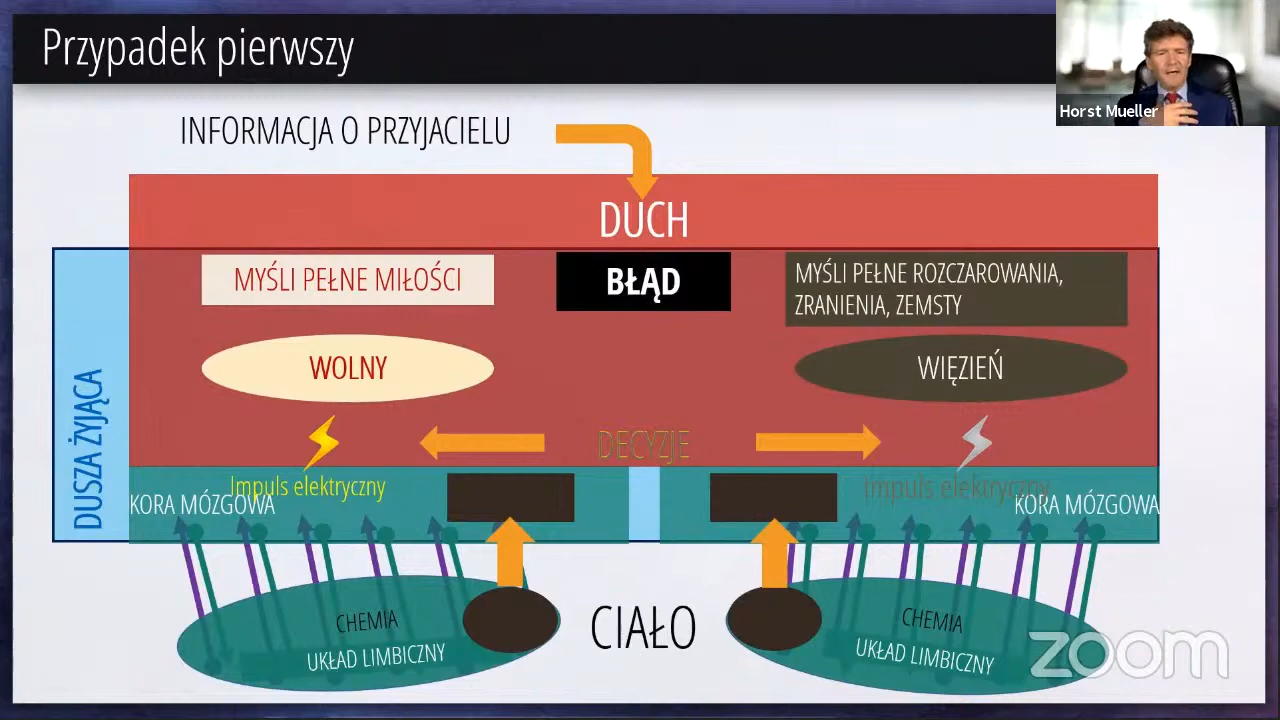 Przypadek pierwszy
Horst Mueller
INFORMACJA O PRZYJACIELU
DUCH
MYŚLI PEŁNE MIŁOŚCI
BŁĄD
MYŚLI PEŁNE ROZCZAROWANIA,
ZRANIENIA, ZEMSTY
WOLNY
WIĘZIEŃ
DUSZA ŻYJĄCA
DECYZJE
Impuls elektryczny
Impuls elektryczny
KORA MÓZGOWA
KORA MÓZGOWA
CHEMIA
UKŁAD LIMBICZNY
CIAŁO
CHEMIA
UKŁAD LIMBICZNY
zoom